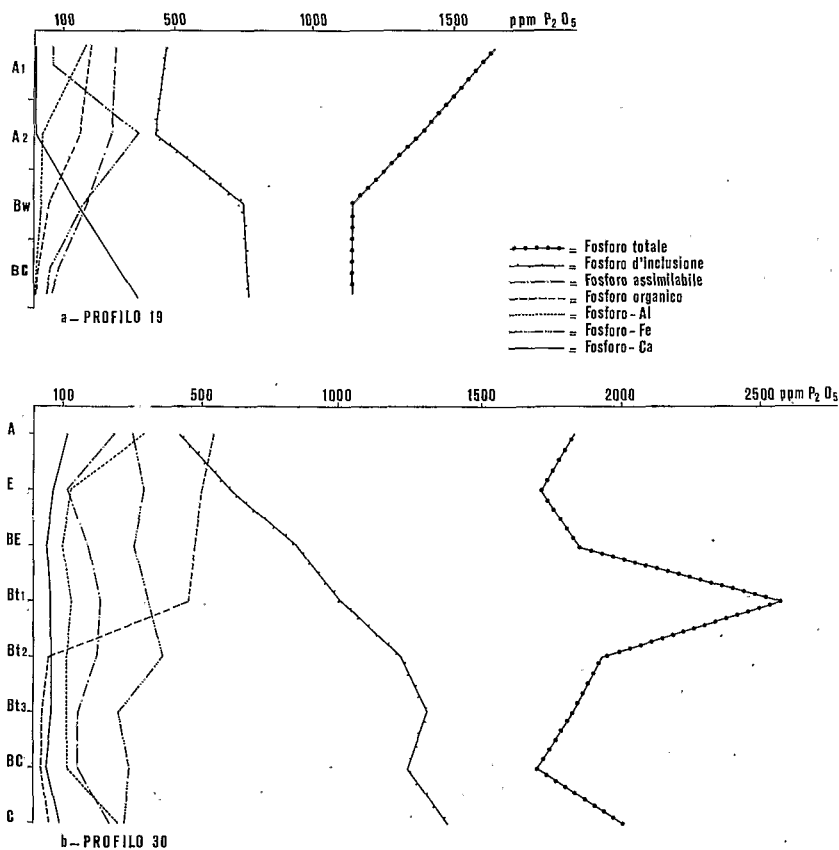 100 500 1000 1500 ppm P₂O₅
A1
A2
Bw
BC
a – PROFILO 19
= Fosforo totale
= Fosforo d'inclusione
= Fosforo assimilabile
= Fosforo organico
= Fosforo - Al
= Fosforo - Fe
= Fosforo - Ca
100 500 1000 1500 2000 2500 ppm P₂O₅
A
E
BE
Bt1
Bt2
Bt3
BC
C
b – PROFILO 30